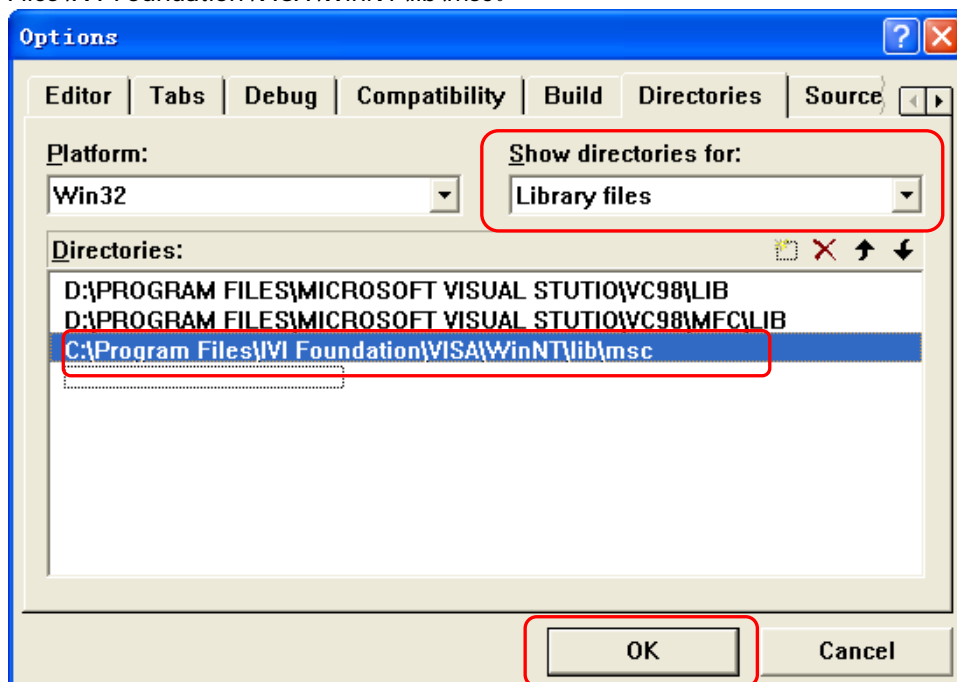 Options
Editor Tabs Debug Compatibility Build Directories Source
Platform: Show directories for:
Win32 Library files
Directories:
D:\PROGRAM FILES\MICROSOFT VISUAL STUTIO\VC98\LIB
D:\PROGRAM FILES\MICROSOFT VISUAL STUTIO\VC98\MFC\LIB
C:\Program Files\IVI Foundation\VISA\WinNT\lib\msc
OK Cancel